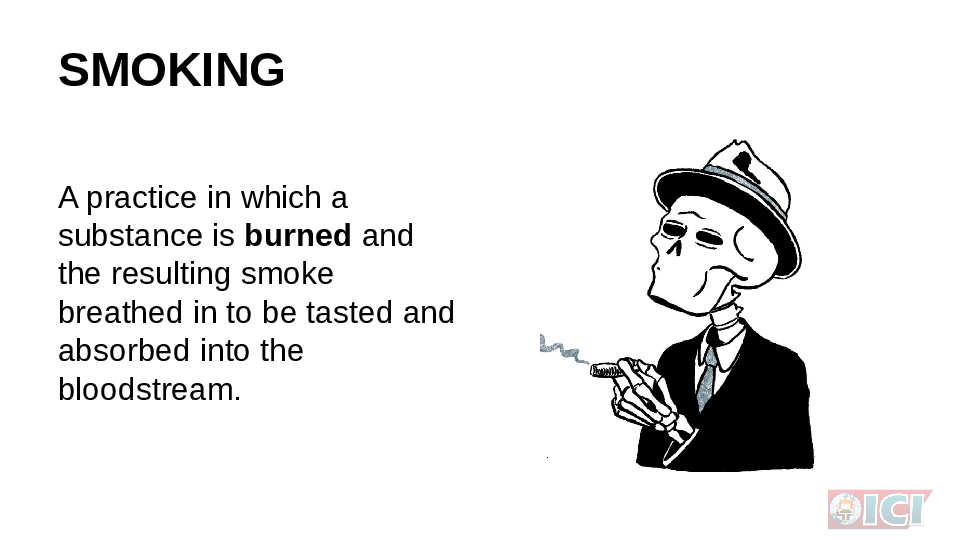 SMOKING
A practice in which a
substance is burned and
the resulting smoke
breathed in to be tasted and
absorbed into the
bloodstream.
ICI